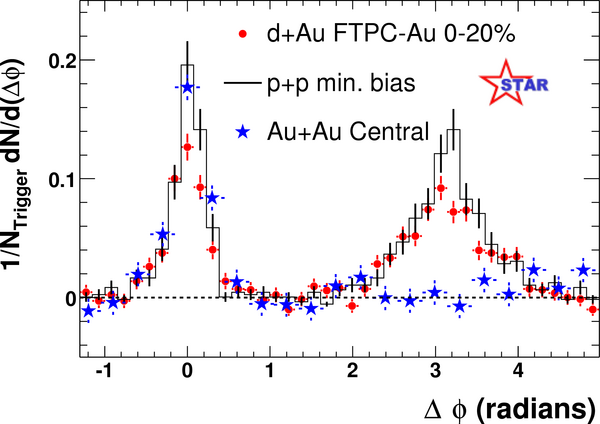 d+Au FTPC-Au 0-20%
p+p min. bias
Au+Au Central
STAR
1/N_Trigger dN/d(Δφ)
0.2
0.1
0
-1 0 1 2 3 4
Δ φ (radians)